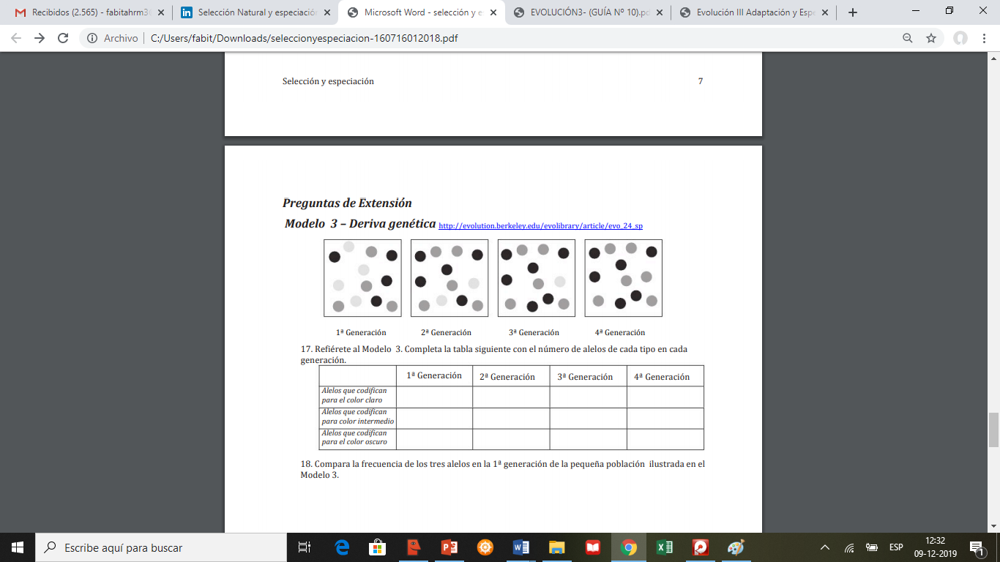 Recibidos (2.565) - fabitahrm3
Selección Natural y especiació
Microsoft Word - selección y e
EVOLUCIÓN3- (GUÍA Nº 10).pd
Evolución III Adaptación y Esp
Archivo C:/Users/fabit/Downloads/seleccionyespeciacion-160716012018.pdf
Selección y especiación 7
Preguntas de Extensión
Modelo 3 – Deriva genética http://evolution.berkeley.edu/evolibrary/article/evo_24_sp
1ª Generación 2ª Generación 3ª Generación 4ª Generación
17. Refiérete al Modelo 3. Completa la tabla siguiente con el número de alelos de cada tipo en cada
generación.
1ª Generación 2ª Generación 3ª Generación 4ª Generación
Alelos que codifican
para el color claro
Alelos que codifican
para color intermedio
Alelos que codifican
para el color oscuro
18. Compara la frecuencia de los tres alelos en la 1ª generación de la pequeña población ilustrada en el
Modelo 3.
Escribe aquí para buscar
ESP
12:32
09-12-2019
1